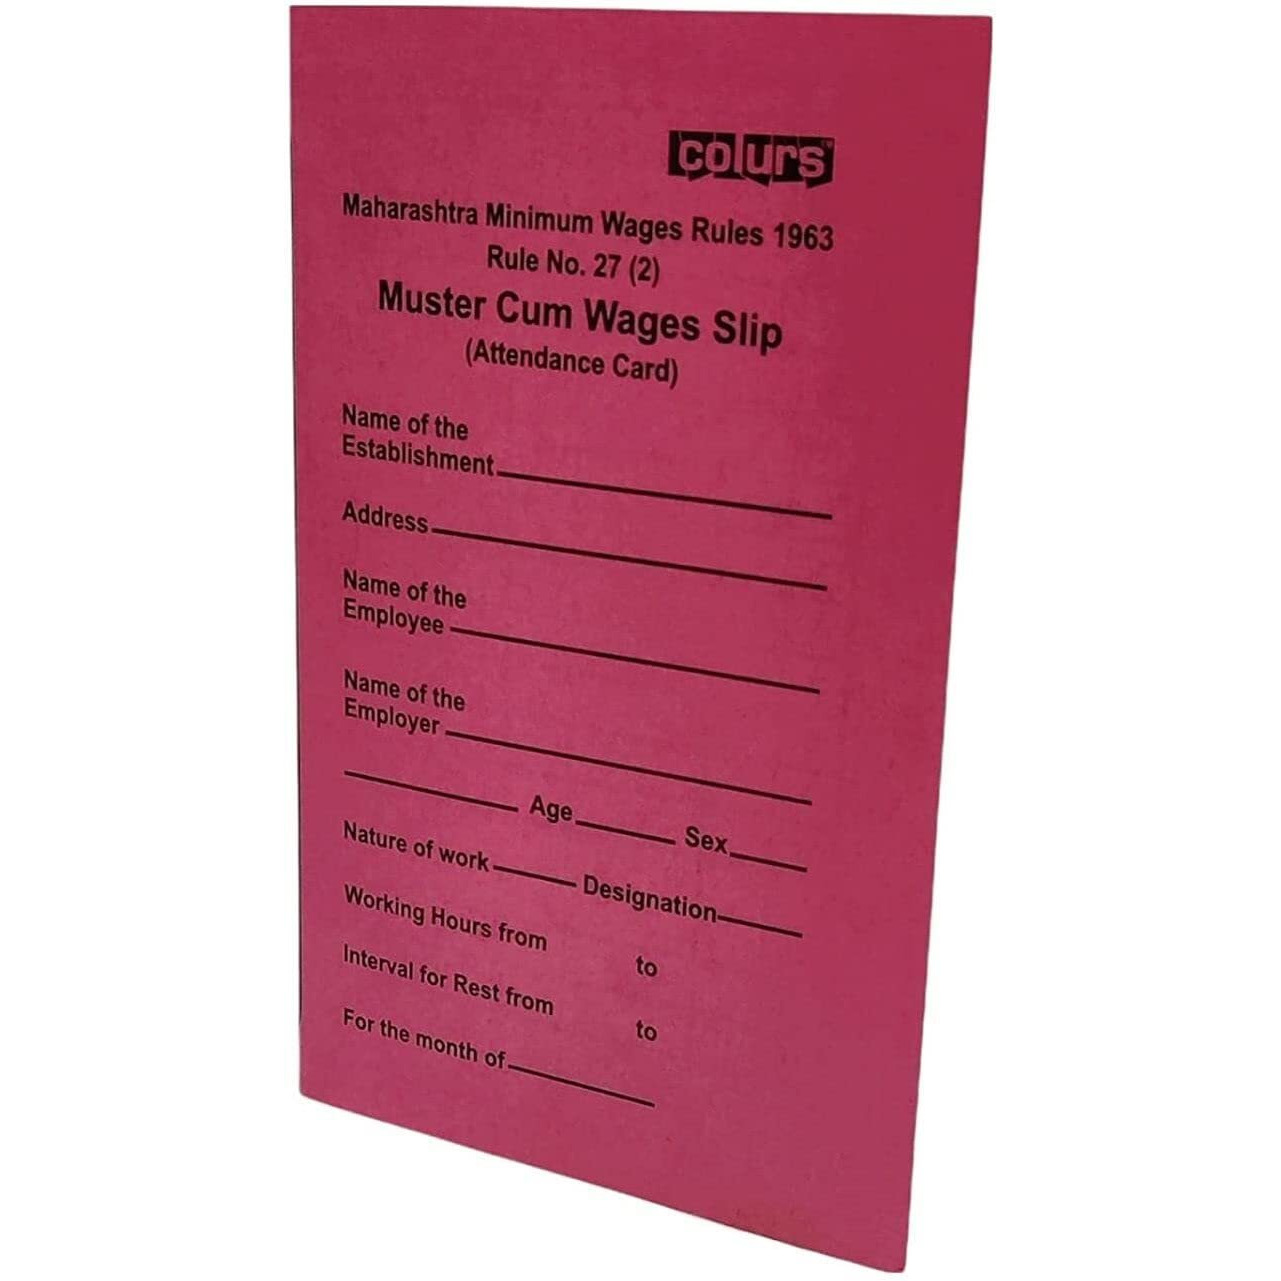 colurs
Maharashtra Minimum Wages Rules 1963
Rule No. 27 (2)
Muster Cum Wages Slip
(Attendance Card)
Name of the
Establishment
Address
Name of the
Employee
Name of the
Employer
Age Sex
Nature of work Designation
Working Hours from to
Interval for Rest from to
For the month of